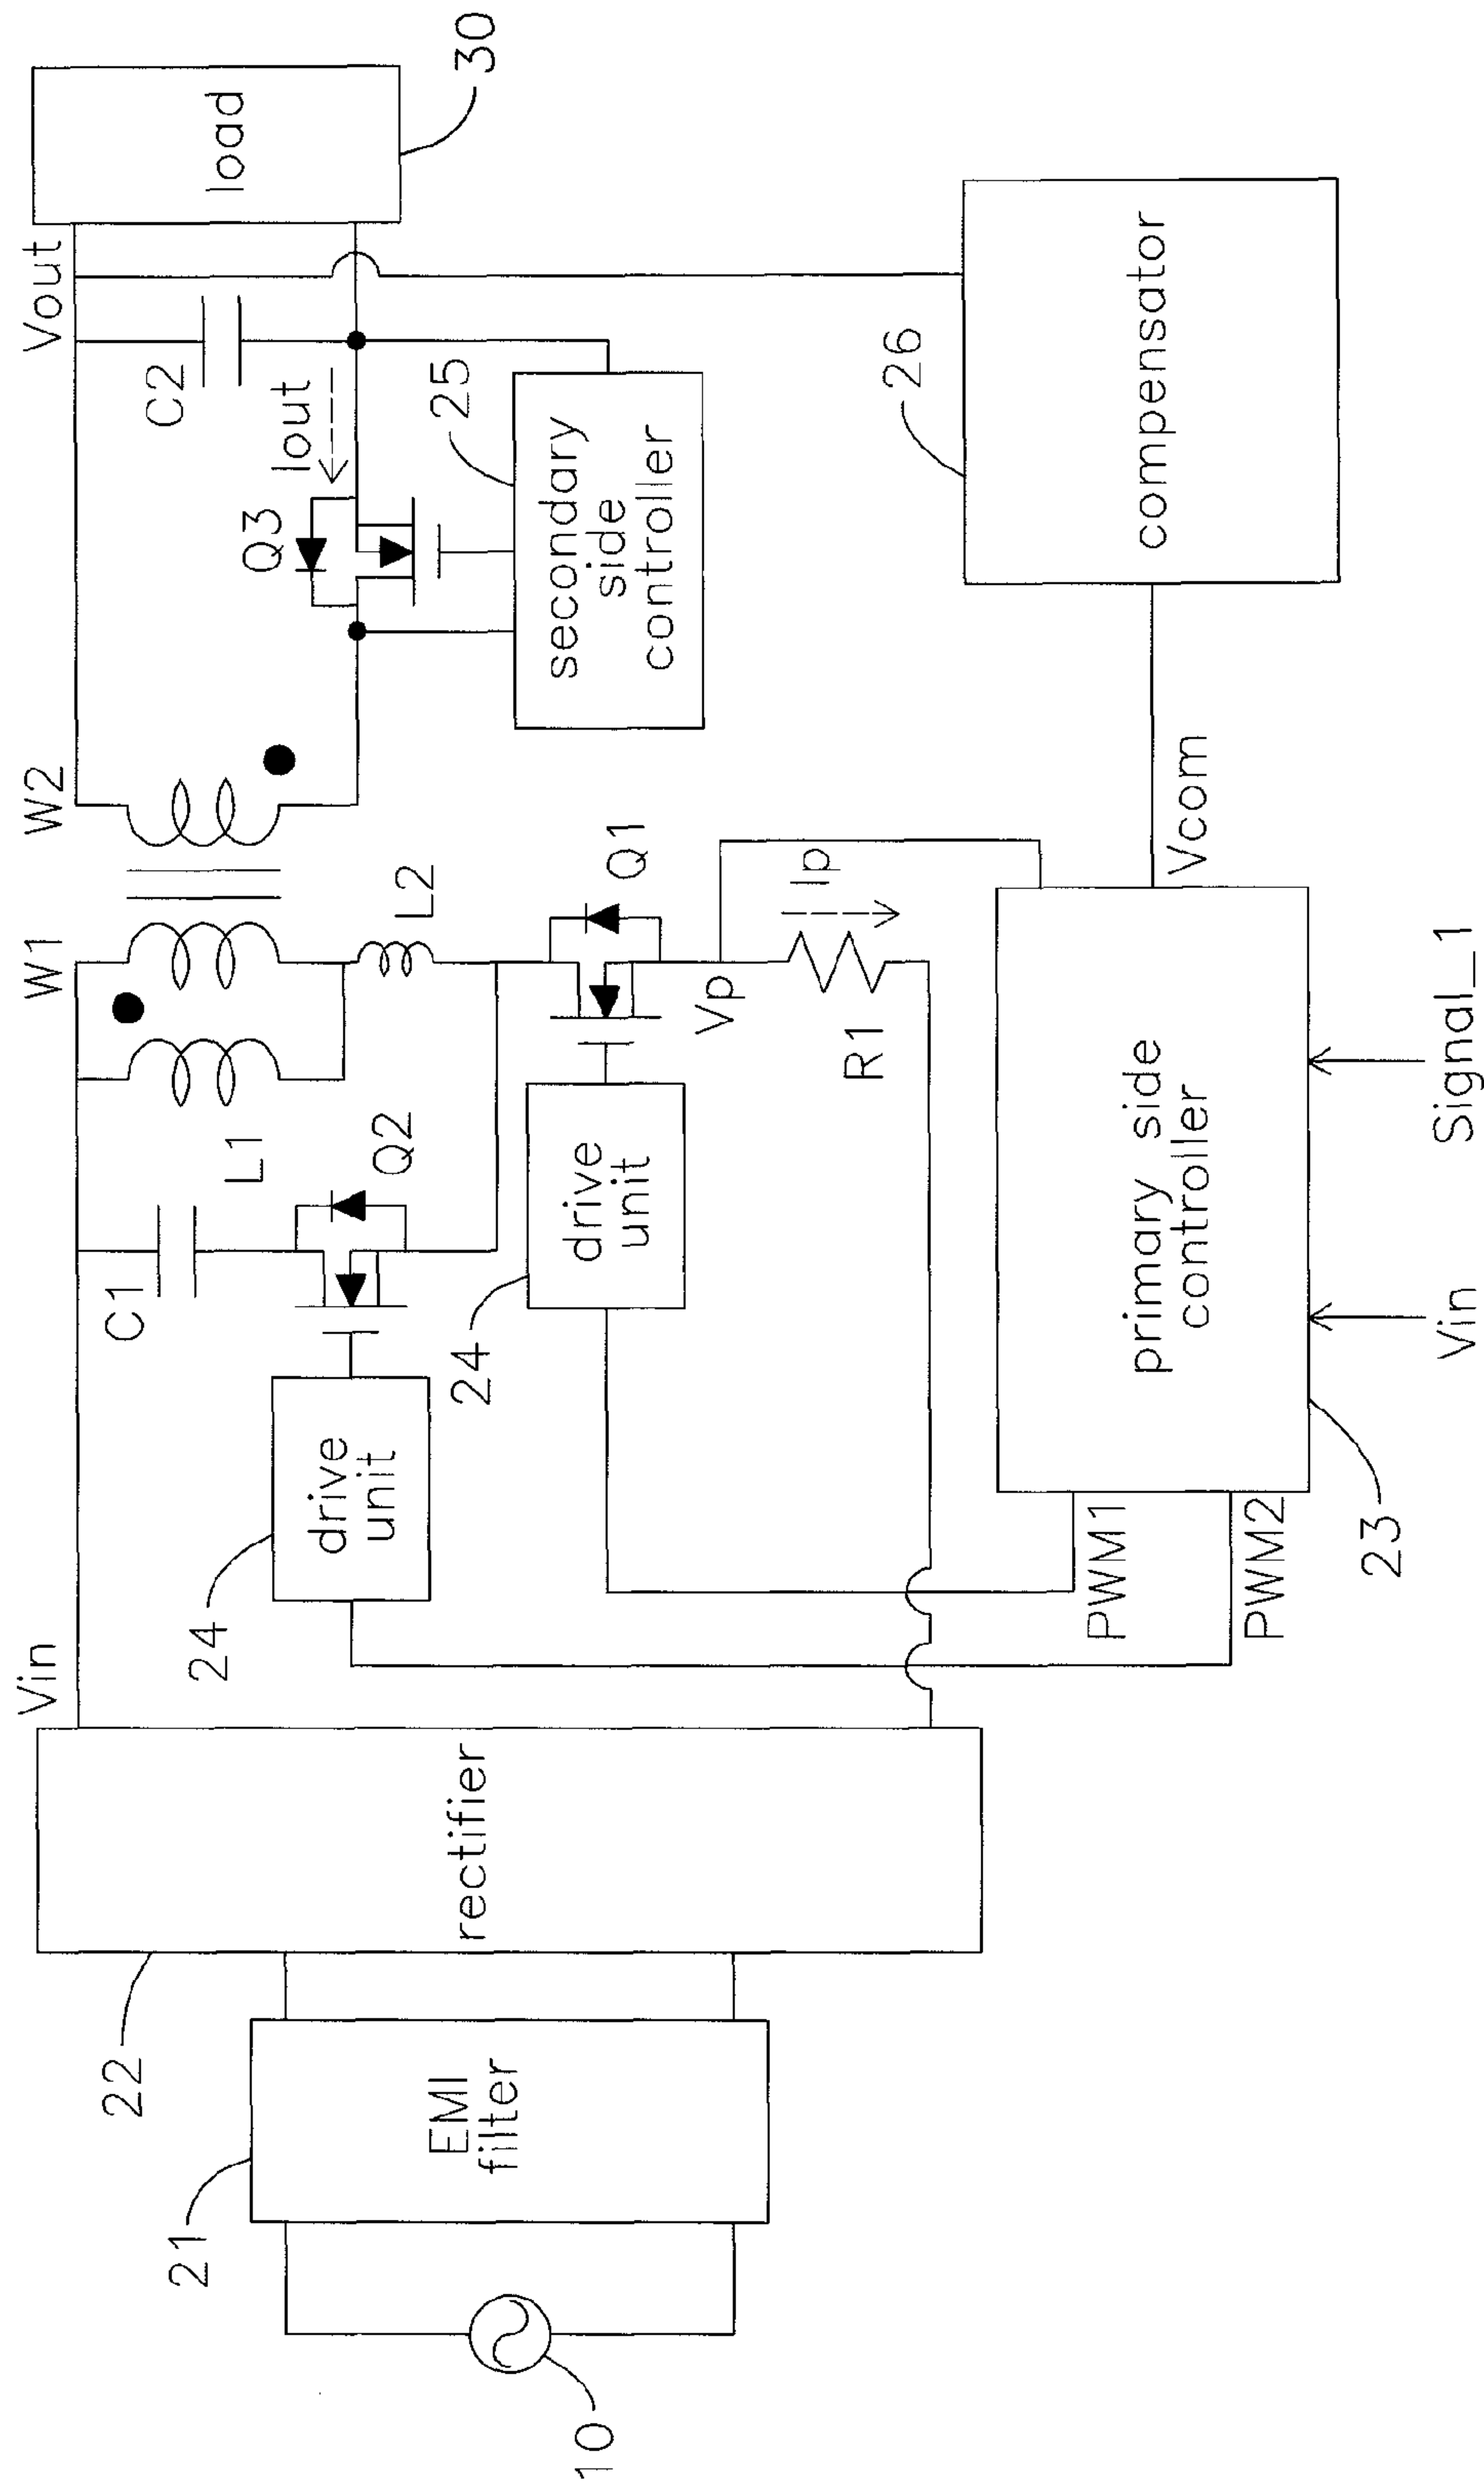 Vin
W1
W2
Vout
C1
L1
Q2
L2
C2
Iout
Q3
load
30
22
24
drive
unit
24
drive
unit
Q1
25
secondary
side
controller
21
EMI
filter
rectifier
10
Vp
R1
Ip
26
compensator
PWM1
PWM2
primary side
controller
Vcom
23
Vin
Signal_1